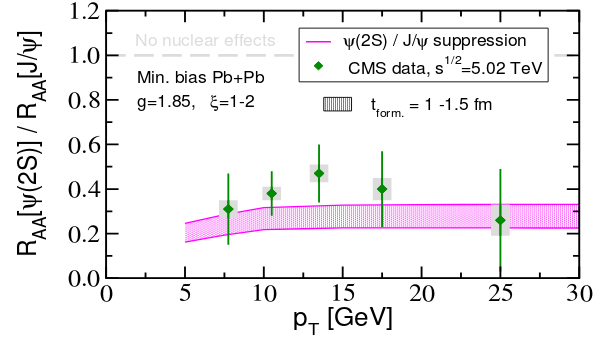 R_AA[ψ(2S)] / R_AA[J/ψ]
1.2
1.0
0.8
0.6
0.4
0.2
0.0
No nuclear effects
Min. bias Pb+Pb
g=1.85, ξ=1-2
ψ(2S) / J/ψ suppression
CMS data, s^1/2=5.02 TeV
t_form. = 1 -1.5 fm
0 5 10 15 20 25 30
p_T [GeV]